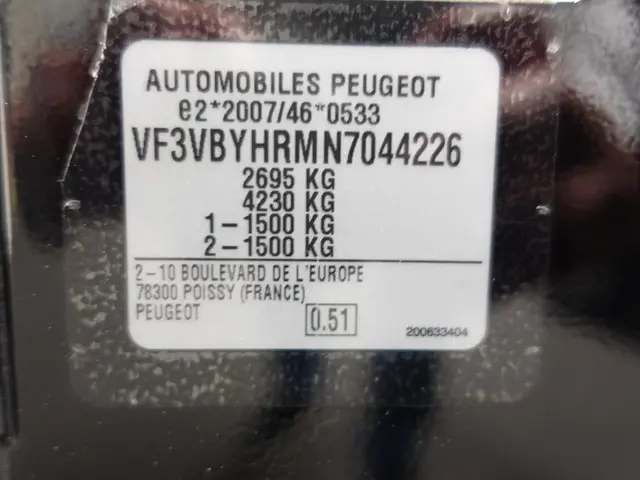 AUTOMOBILES PEUGEOT
e2*2007/46*0533
VF3VBYHRMN7044226
2695 KG
4230 KG
1-1500 KG
2-1500 KG
2-10 BOULEVARD DE L'EUROPE
78300 POISSY (FRANCE)
PEUGEOT
0.51
200633404